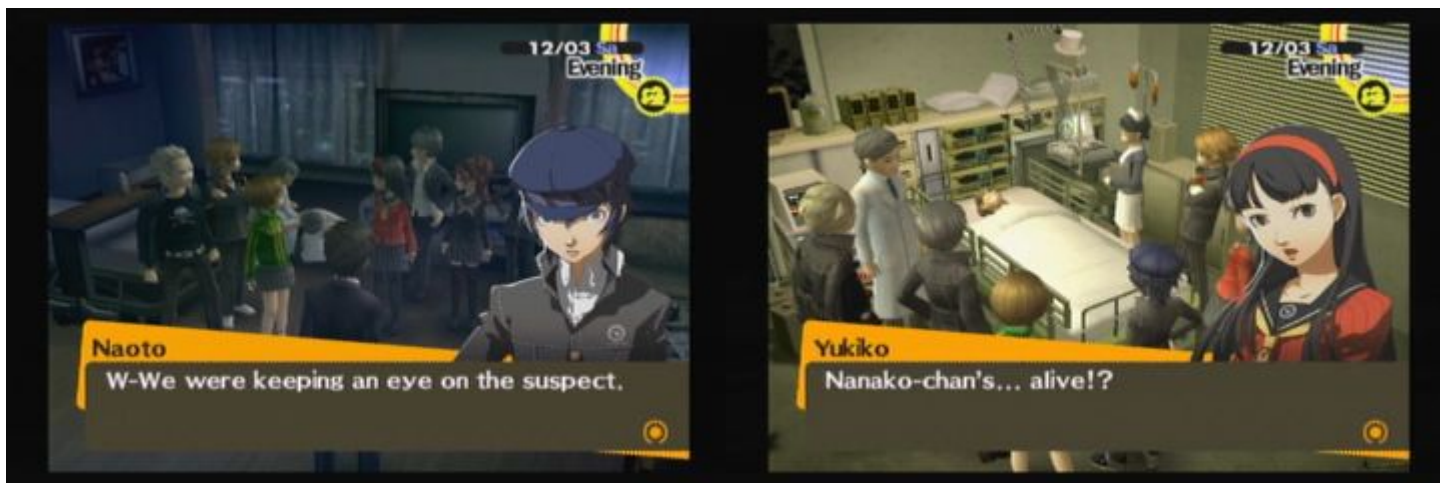 12/03 Sa
Evening
Naoto
W-We were keeping an eye on the suspect.
12/03 Sa
Evening
Yukiko
Nanako-chan's... alive!?